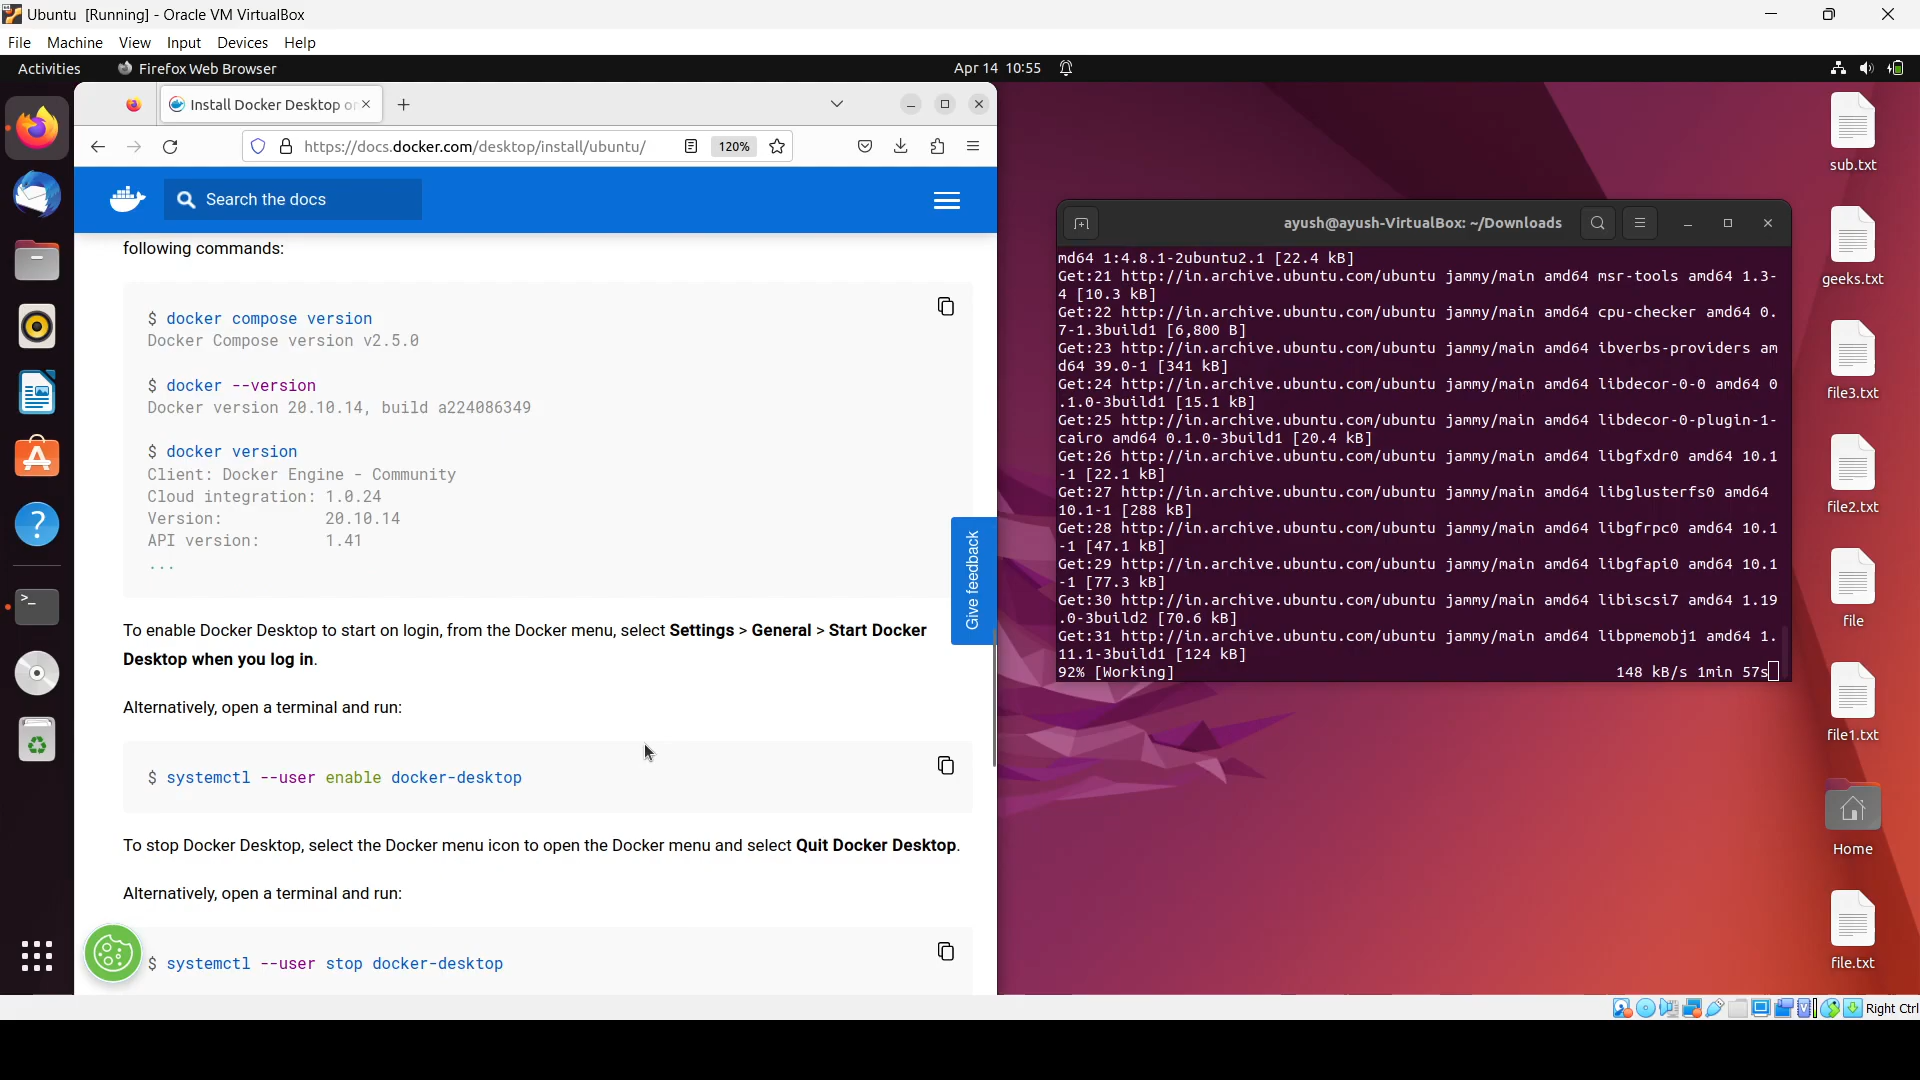 Ubuntu [Running] - Oracle VM VirtualBox
File Machine View Input Devices Help
Activities Firefox Web Browser Apr 14 10:55
Install Docker Desktop or
https://docs.docker.com/desktop/install/ubuntu/ 120%
Search the docs
following commands:
$ docker compose version
Docker Compose version v2.5.0
$ docker --version
Docker version 20.10.14, build a224086349
$ docker version
Client: Docker Engine - Community
Cloud integration: 1.0.24
Version: 20.10.14
API version: 1.41
...
Give feedback
To enable Docker Desktop to start on login, from the Docker menu, select Settings > General > Start Docker
Desktop when you log in.
Alternatively, open a terminal and run:
$ systemctl --user enable docker-desktop
To stop Docker Desktop, select the Docker menu icon to open the Docker menu and select Quit Docker Desktop.
Alternatively, open a terminal and run:
$ systemctl --user stop docker-desktop
ayush@ayush-VirtualBox: ~/Downloads
md64 1:4.8.1-2ubuntu2.1 [22.4 kB]
Get:21 http://in.archive.ubuntu.com/ubuntu jammy/main amd64 msr-tools amd64 1.3-
4 [10.3 kB]
Get:22 http://in.archive.ubuntu.com/ubuntu jammy/main amd64 cpu-checker amd64 0.
7-1.3build1 [6,800 B]
Get:23 http://in.archive.ubuntu.com/ubuntu jammy/main amd64 ibverbs-providers am
d64 39.0-1 [341 kB]
Get:24 http://in.archive.ubuntu.com/ubuntu jammy/main amd64 libdecor-0-0 amd64 0
.1.0-3build1 [15.1 kB]
Get:25 http://in.archive.ubuntu.com/ubuntu jammy/main amd64 libdecor-0-plugin-1-
cairo amd64 0.1.0-3build1 [20.4 kB]
Get:26 http://in.archive.ubuntu.com/ubuntu jammy/main amd64 libgfxdr0 amd64 10.1
-1 [22.1 kB]
Get:27 http://in.archive.ubuntu.com/ubuntu jammy/main amd64 libglusterfs0 amd64
10.1-1 [288 kB]
Get:28 http://in.archive.ubuntu.com/ubuntu jammy/main amd64 libgfrpc0 amd64 10.1
-1 [47.1 kB]
Get:29 http://in.archive.ubuntu.com/ubuntu jammy/main amd64 libgfapi0 amd64 10.1
-1 [77.3 kB]
Get:30 http://in.archive.ubuntu.com/ubuntu jammy/main amd64 libiscsi7 amd64 1.19
.0-3build2 [70.6 kB]
Get:31 http://in.archive.ubuntu.com/ubuntu jammy/main amd64 libpmemobj1 amd64 1.
11.1-3build1 [124 kB]
92% [Working] 148 kB/s 1min 57s
sub.txt
geeks.txt
file3.txt
file2.txt
file
file1.txt
Home
file.txt
Right Ctrl